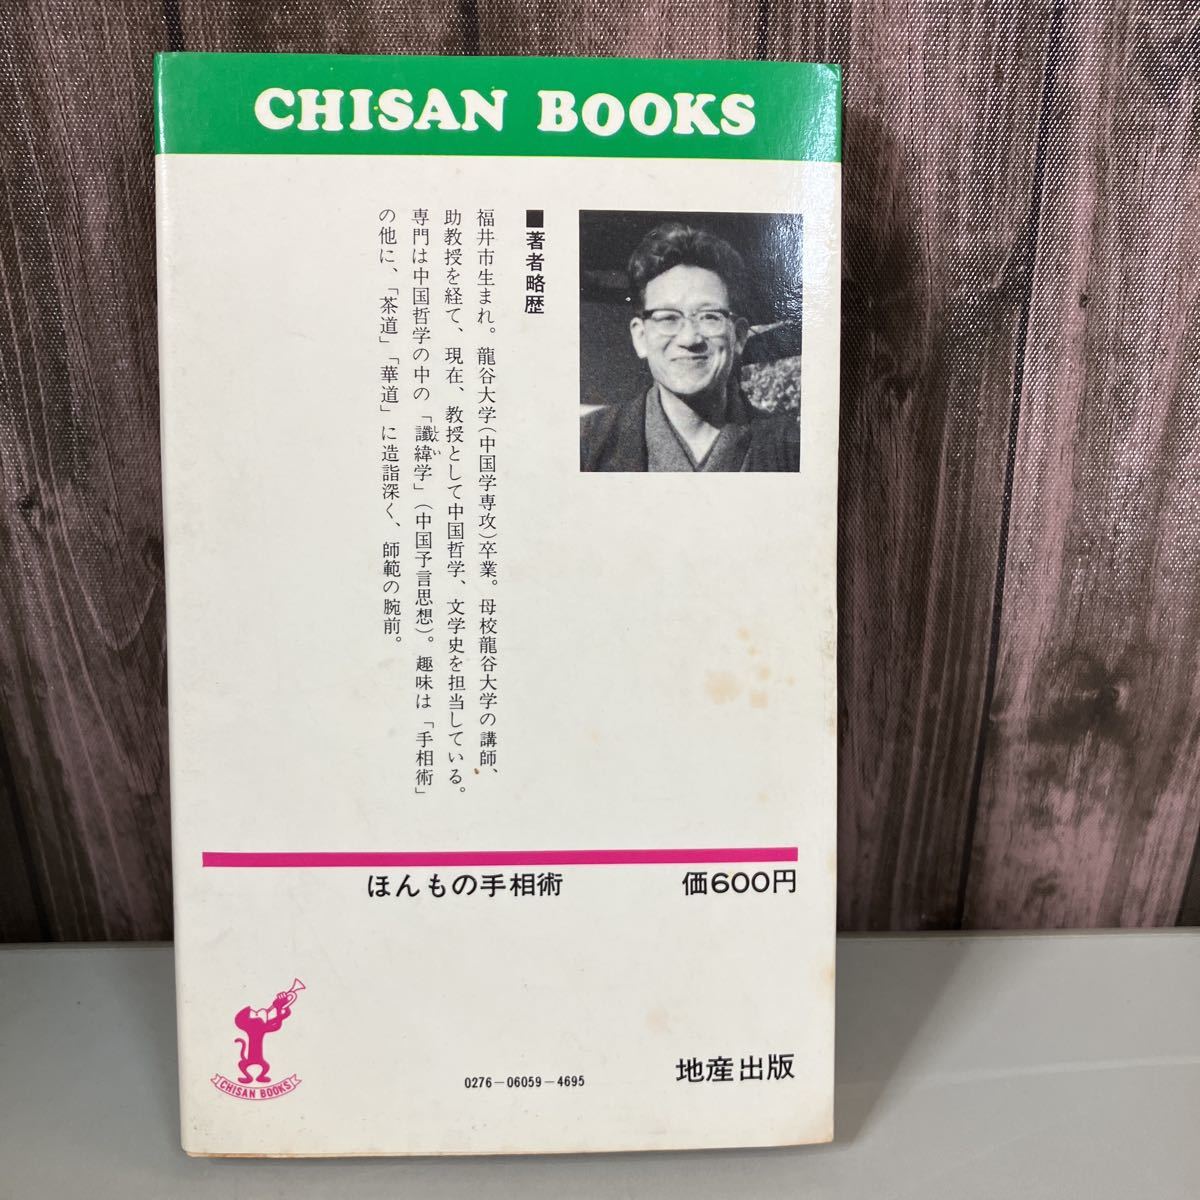 CHISAN BOOKS
■著者略歴
福井市生まれ。龍谷大学(中国学専攻)卒業。母校龍谷大学の講師、
助教授を経て、現在、教授として中国哲学、文学史を担当している。
専門は中国哲学の中の「讖緯学」(中国予言思想)。趣味は「手相術」
しんい
の他に、「茶道」「華道」に造詣深く、師範の腕前。
ほんもの手相術
価600円
CHISAN BOOKS
0276-06059-4695
地産出版